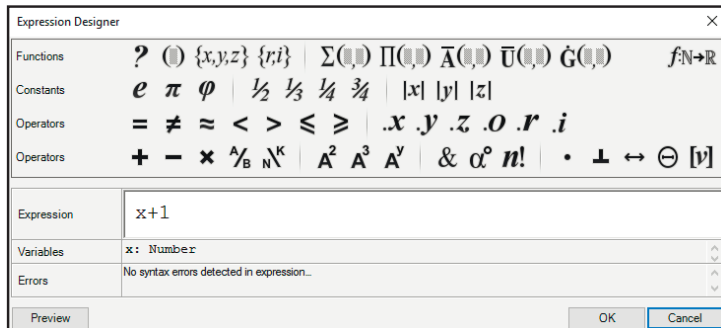 Expression Designer
Functions ? () {x,y,z} {r,i} Σ(,) Π(,) A̅(,) U̅(,) Ġ(,) f:ℕ→ℝ
Constants e π φ ½ ⅓ ¼ ¾ |x| |y| |z|
Operators = ≠ ≈ < > ⩽ ⩾ .x .y .z .o .r .i
Operators + − × A/B N\K A² A³ Aʸ & α° n! • ⊥ ↔ Θ [v]
Expression x+1
Variables x: Number
Errors No syntax errors detected in expression...
Preview OK Cancel